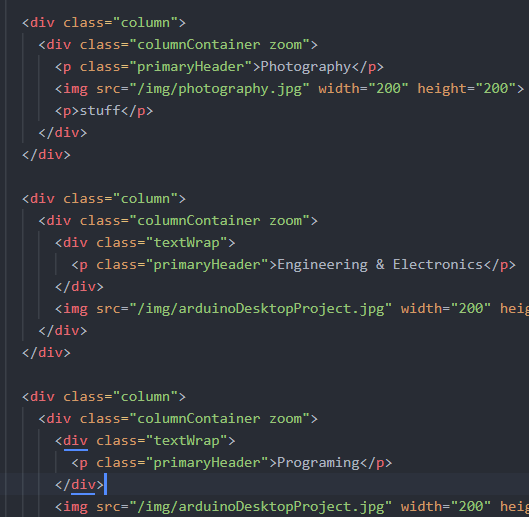 <div class="column">
<div class="columnContainer zoom">
<p class="primaryHeader">Photography</p>
<img src="/img/photography.jpg" width="200" height="200">
<p>stuff</p>
</div>
</div>
<div class="column">
<div class="columnContainer zoom">
<div class="textWrap">
<p class="primaryHeader">Engineering & Electronics</p>
</div>
<img src="/img/arduinoDesktopProject.jpg" width="200" heig
</div>
</div>
<div class="column">
<div class="columnContainer zoom">
<div class="textWrap">
<p class="primaryHeader">Programing</p>
</div>
<img src="/img/arduinoDesktopProject.jpg" width="200" heig